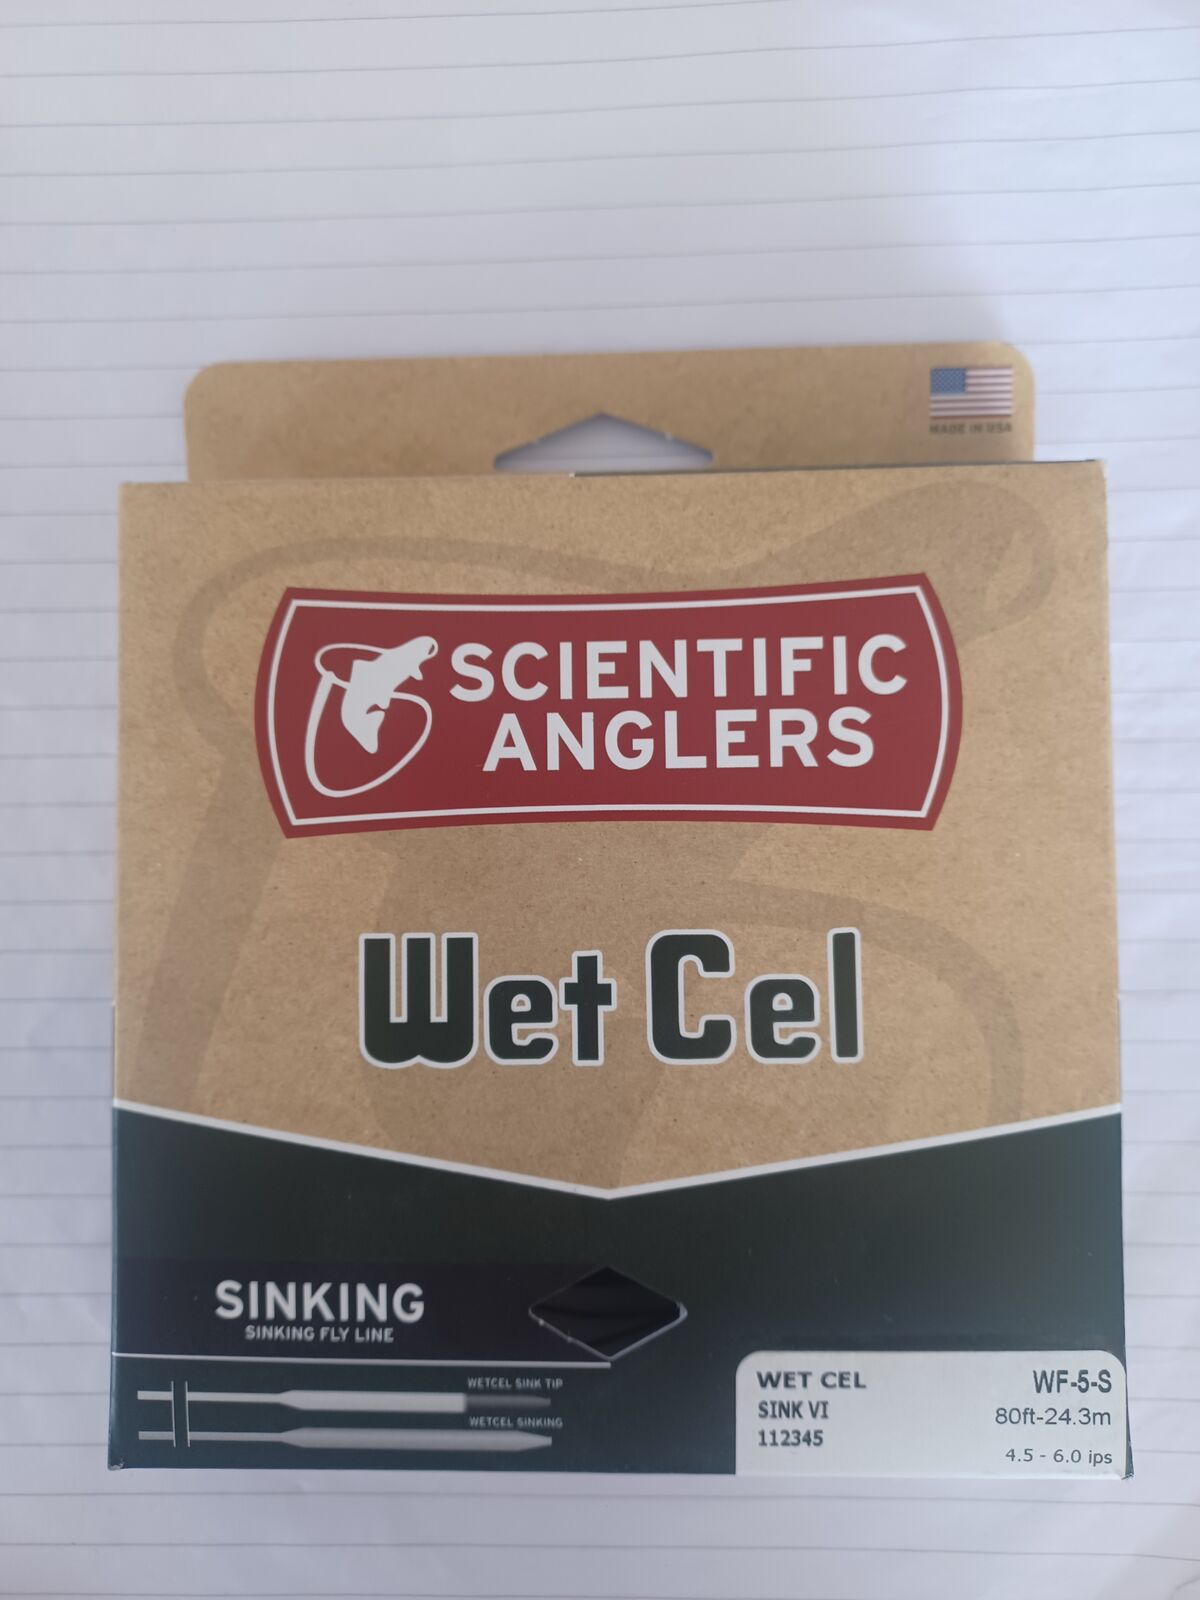 MADE IN USA
SCIENTIFIC
ANGLERS
Wet Cel
SINKING
SINKING FLY LINE
WETCEL SINK TIP
WETCEL SINKING
WET CEL WF-5-S
SINK VI 80ft-24.3m
112345
4.5 - 6.0 ips